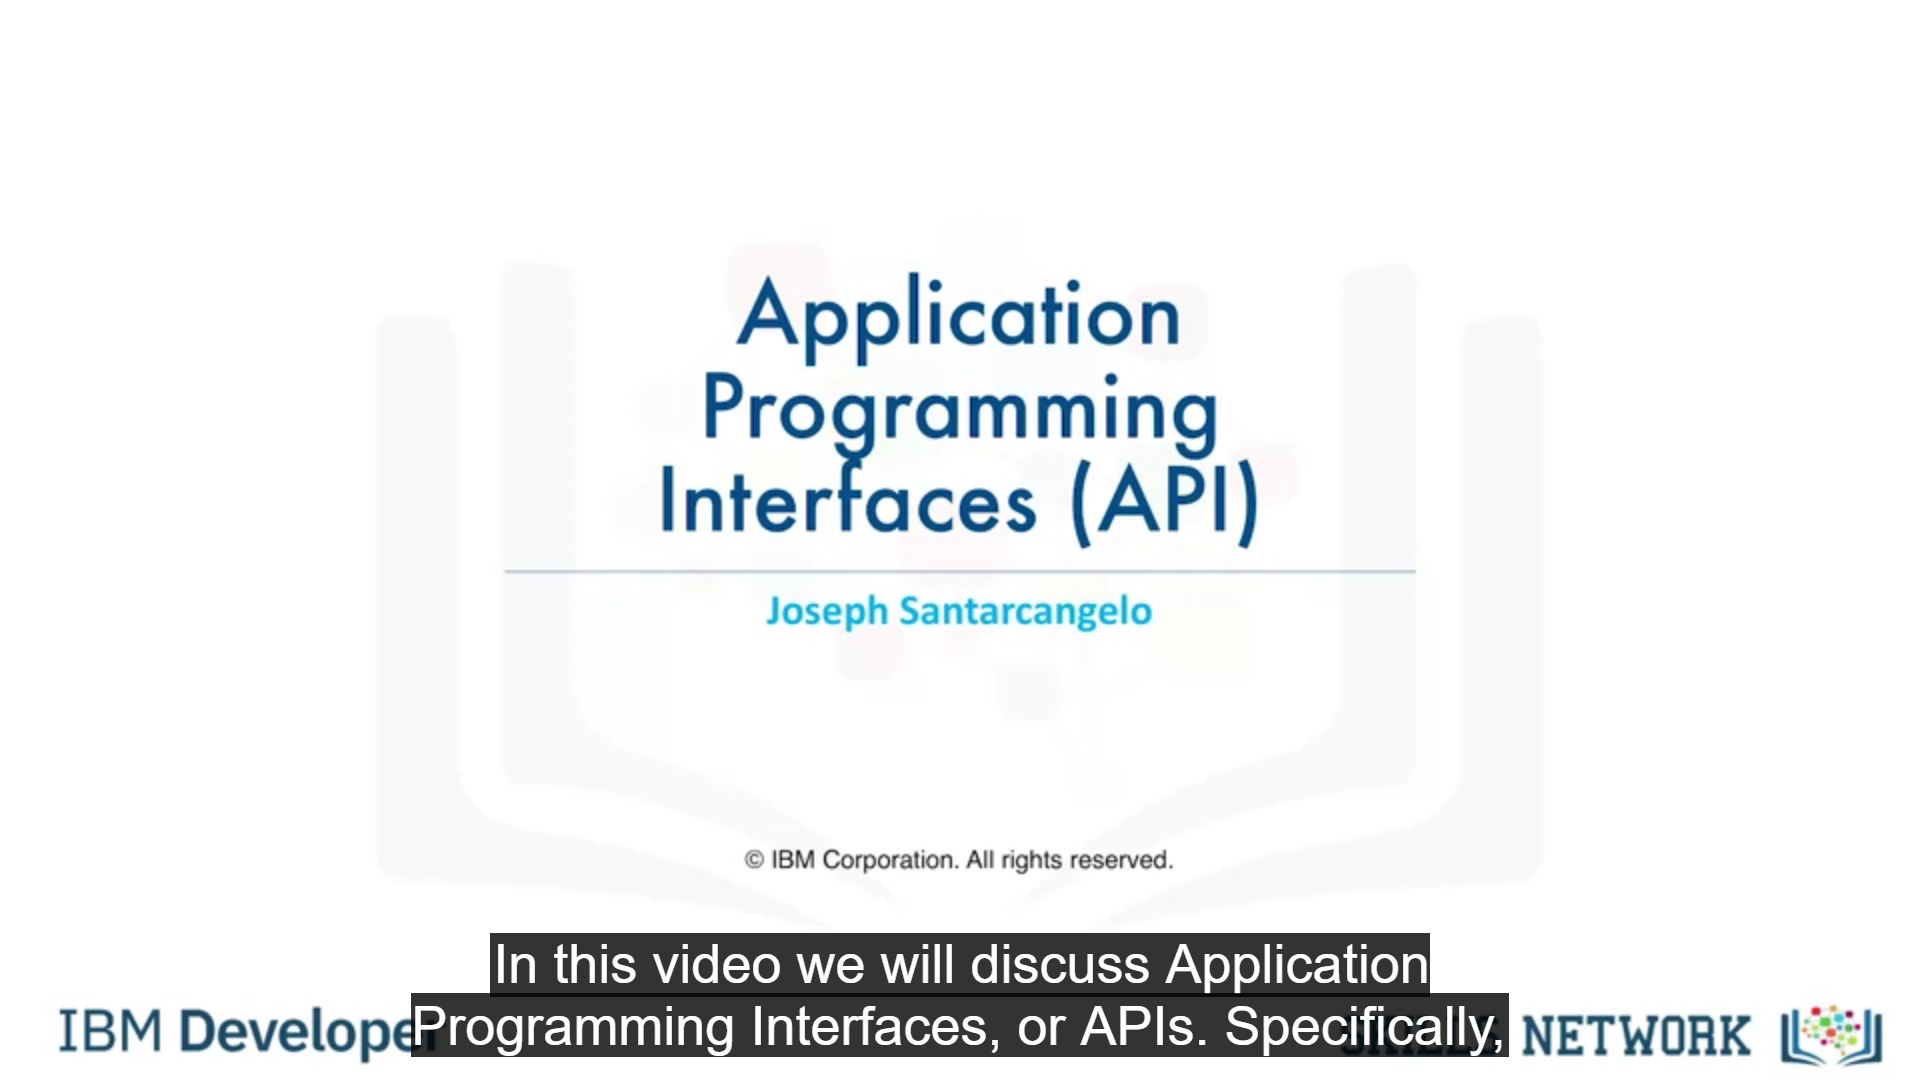 Application
Programming
Interfaces (API)
Joseph Santarcangelo
© IBM Corporation. All rights reserved.
In this video we will discuss Application
Programming Interfaces, or APIs. Specifically,
IBM Developer
NETWORK